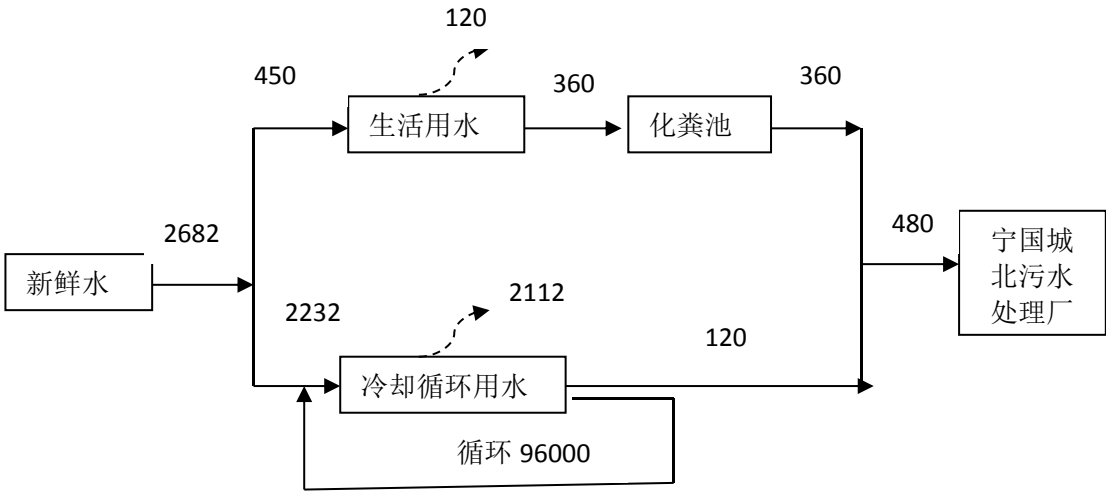 120
450
360
360
生活用水
化粪池
2682
480
新鲜水
宁国城
北污水
处理厂
2232
2112
120
冷却循环用水
循环 96000